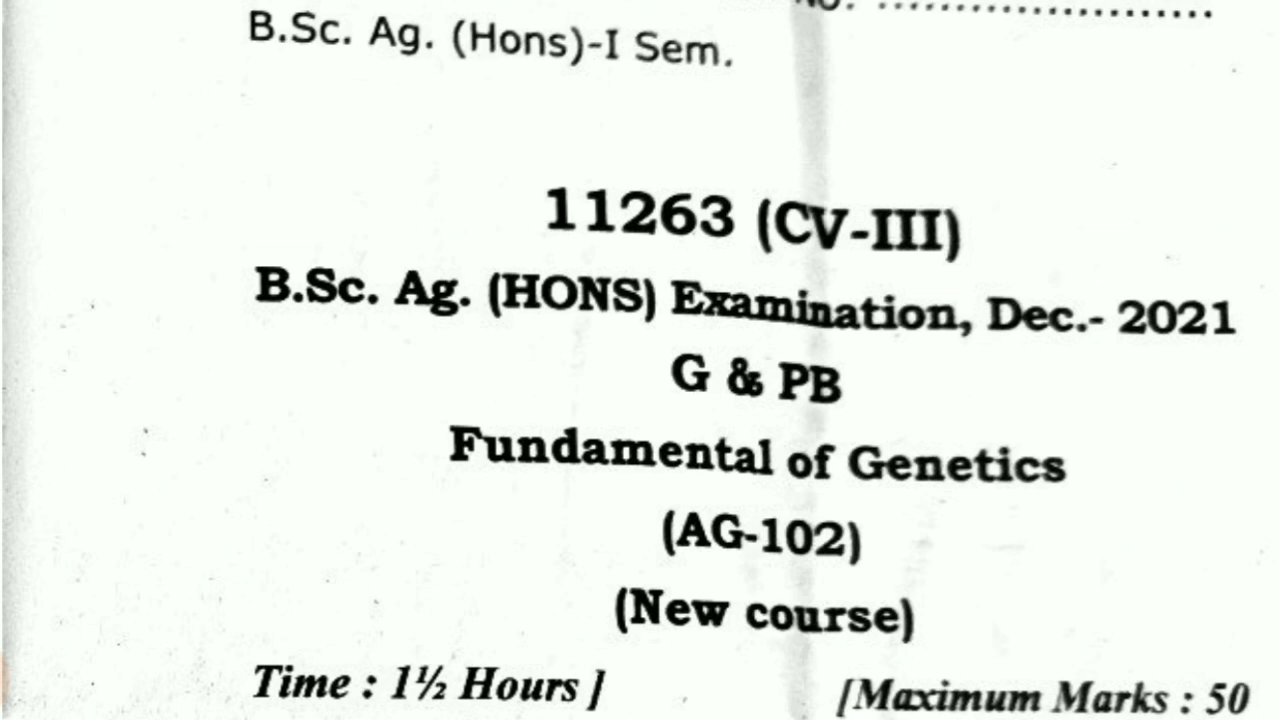 No. ........................
B.Sc. Ag. (Hons)-I Sem.
11263 (CV-III)
B.Sc. Ag. (HONS) Examination, Dec.- 2021
G & PB
Fundamental of Genetics
(AG-102)
(New course)
Time : 1½ Hours ]
[Maximum Marks : 50